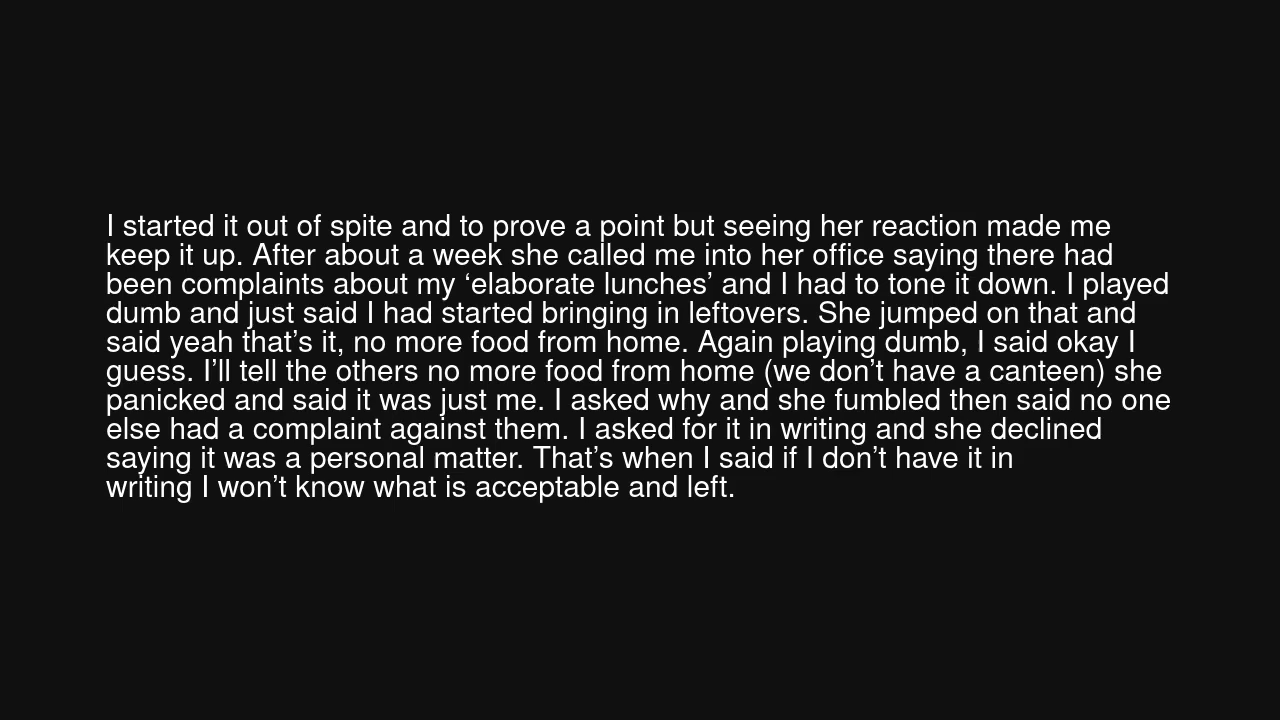 I started it out of spite and to prove a point but seeing her reaction made me
keep it up. After about a week she called me into her office saying there had
been complaints about my ‘elaborate lunches’ and I had to tone it down. I played
dumb and just said I had started bringing in leftovers. She jumped on that and
said yeah that’s it, no more food from home. Again playing dumb, I said okay I
guess. I’ll tell the others no more food from home (we don’t have a canteen) she
panicked and said it was just me. I asked why and she fumbled then said no one
else had a complaint against them. I asked for it in writing and she declined
saying it was a personal matter. That’s when I said if I don’t have it in
writing I won’t know what is acceptable and left.